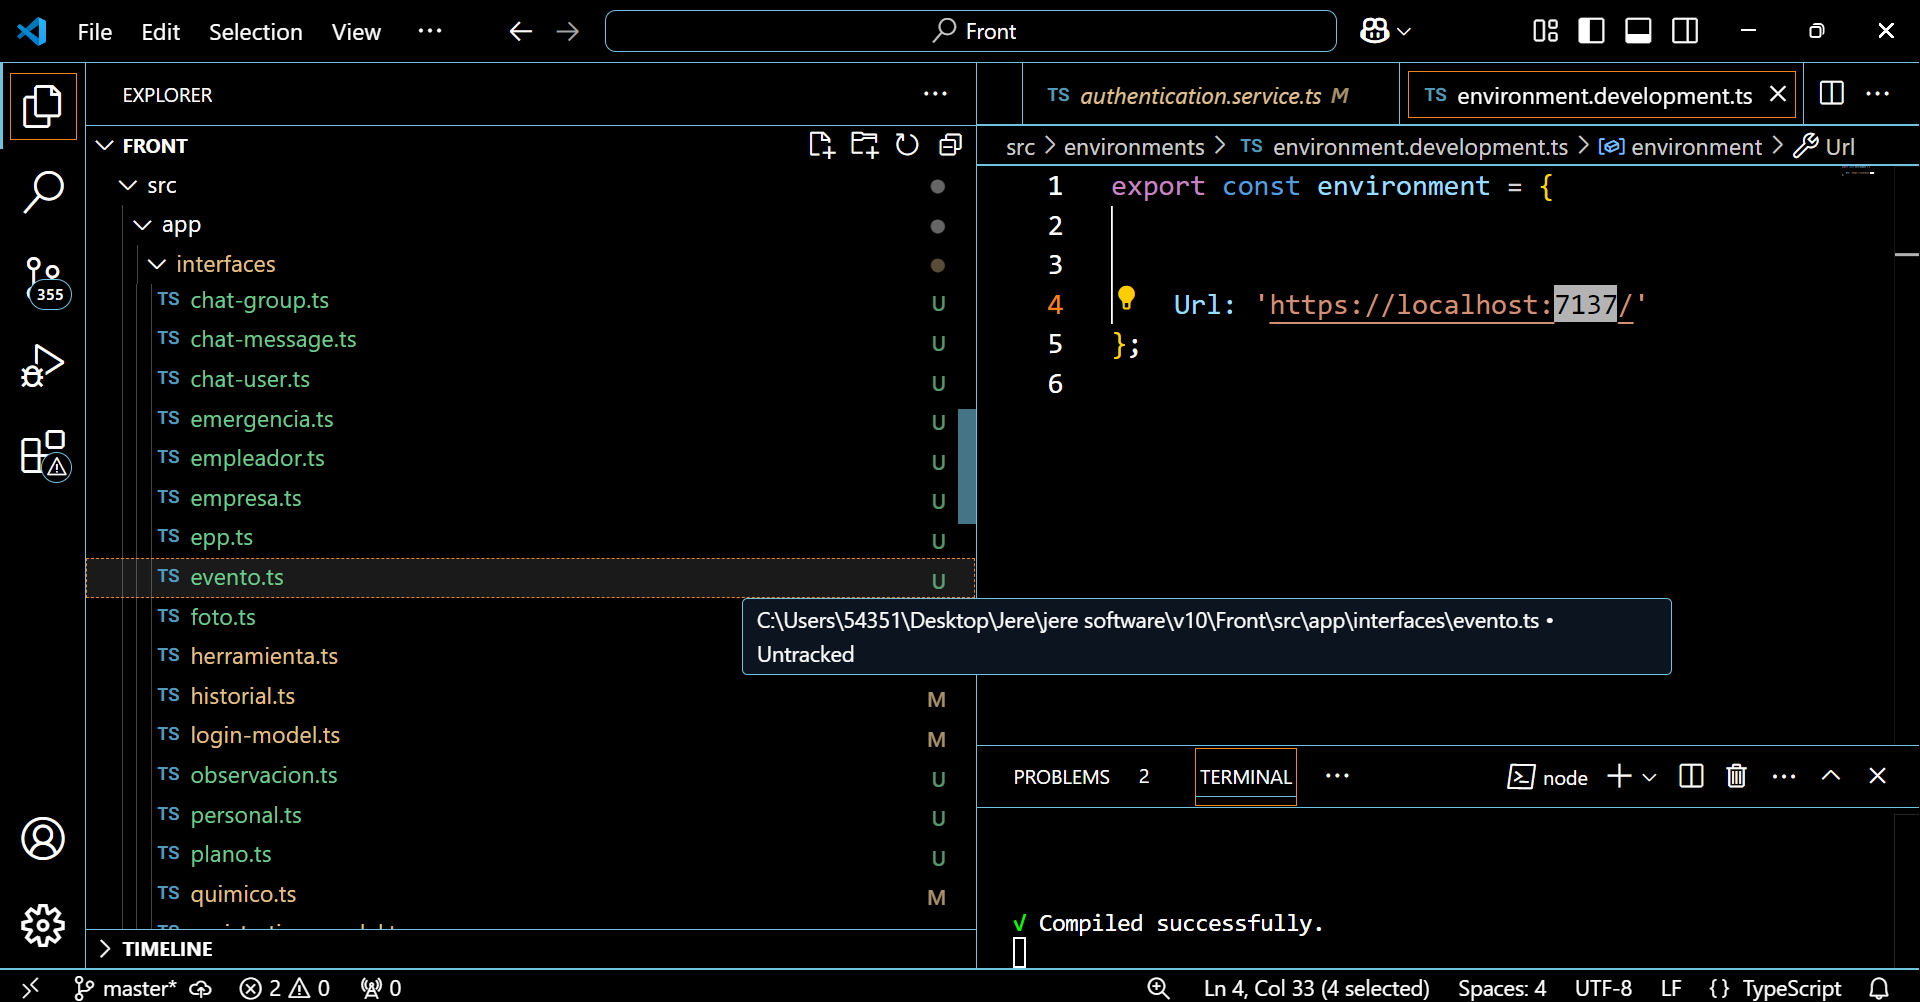 File Edit Selection View ··· Front
EXPLORER ···
FRONT
src
app
interfaces
TS chat-group.ts U
TS chat-message.ts U
TS chat-user.ts U
TS emergencia.ts U
TS empleador.ts U
TS empresa.ts U
TS epp.ts U
TS evento.ts U
TS foto.ts
TS herramienta.ts
TS historial.ts M
TS login-model.ts M
TS observacion.ts U
TS personal.ts U
TS plano.ts U
TS quimico.ts M
TIMELINE
355
C:\Users\54351\Desktop\Jere\jere software\v10\Front\src\app\interfaces\evento.ts •
Untracked
TS authentication.service.ts M TS environment.development.ts
src > environments > TS environment.development.ts > environment > Url
1 export const environment = {
2
3
4 Url: 'https://localhost:7137/'
5 };
6
PROBLEMS 2 TERMINAL ··· node ···
√ Compiled successfully.
master* 2 0 0 Ln 4, Col 33 (4 selected) Spaces: 4 UTF-8 LF {} TypeScript